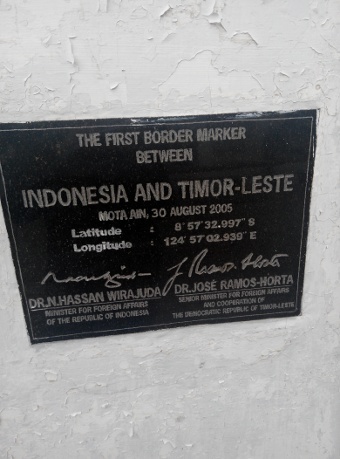 THE FIRST BORDER MARKER
BETWEEN
INDONESIA AND TIMOR-LESTE
MOTA AIN, 30 AUGUST 2005
Latitude : 8° 57' 32.997" S
Longitude : 124° 57' 02.939" E
DR.N.HASSAN WIRAJUDA
MINISTER FOR FOREIGN AFFAIRS
OF THE REPUBLIC OF INDONESIA
DR.JOSÉ RAMOS-HORTA
SENIOR MINISTER FOR FOREIGN AFFAIRS
AND COOPERATION OF
THE DEMOCRATIC REPUBLIC OF TIMOR-LESTE